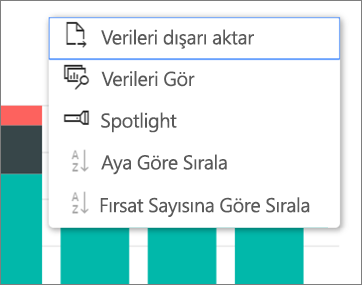 Verileri dışarı aktar
Verileri Gör
Spotlight
A
Z
Aya Göre Sırala
A
Z
Fırsat Sayısına Göre Sırala